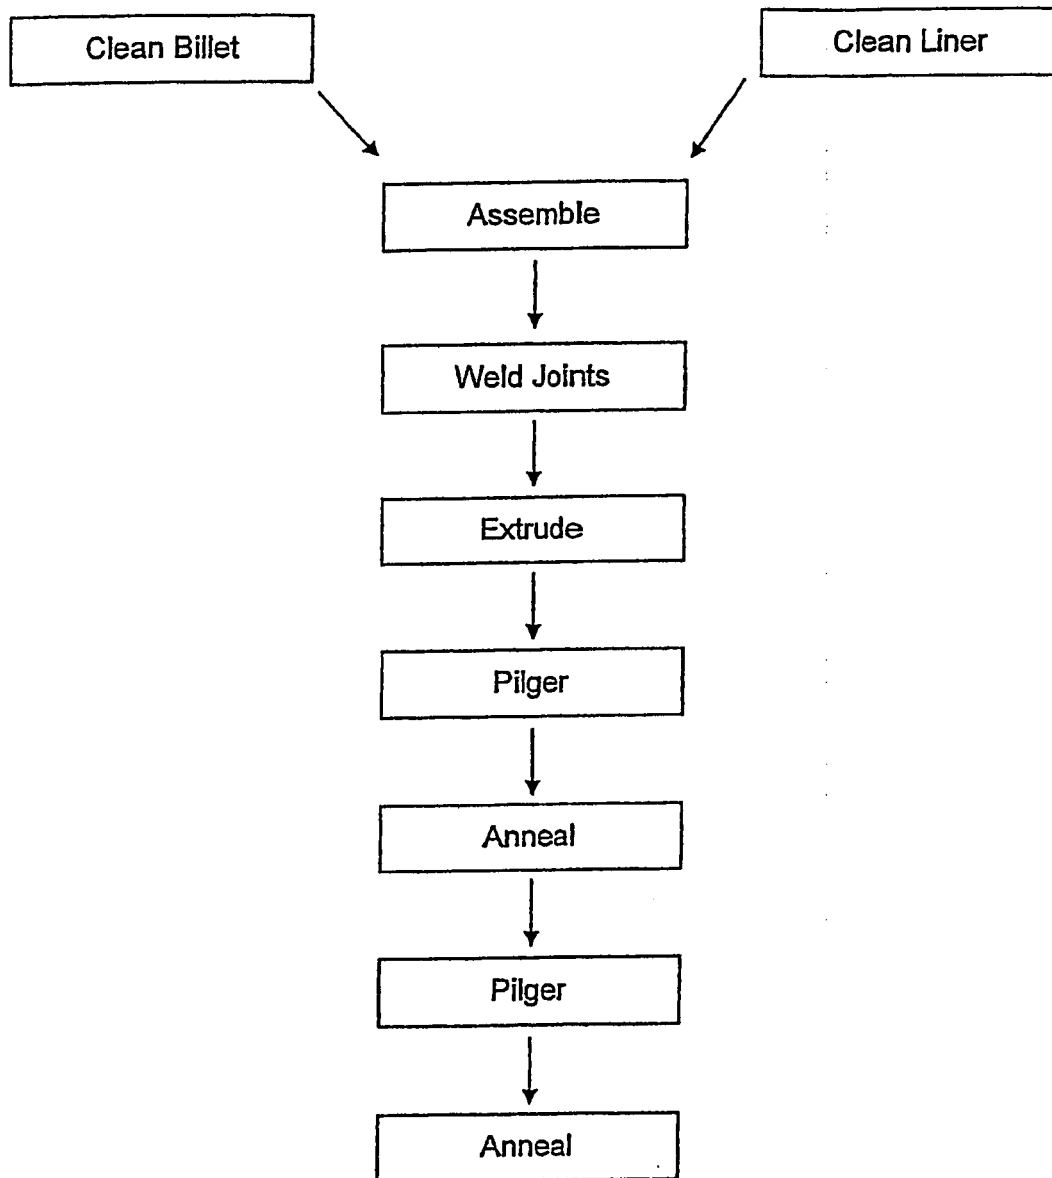 Clean Billet
Clean Liner
Assemble
Weld Joints
Extrude
Pilger
Anneal
Pilger
Anneal